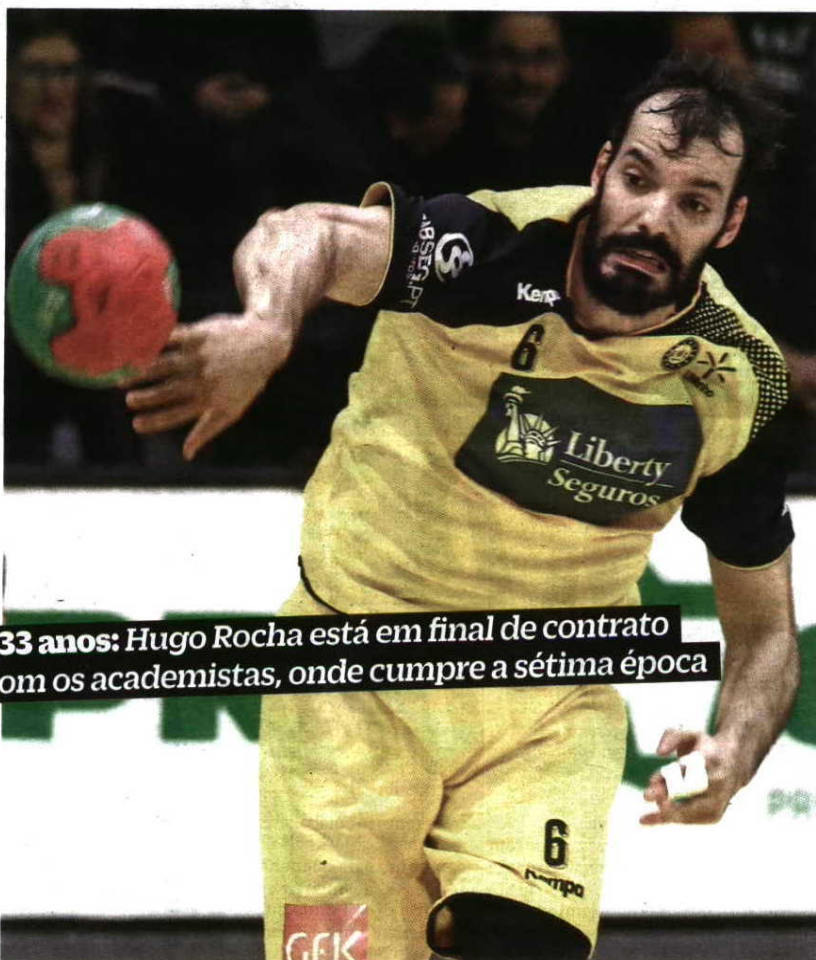 Kempa
6
Liberty
Seguros
33 anos: Hugo Rocha está em final de contrato
om os academistas, onde cumpre a sétima época
6
Kempa